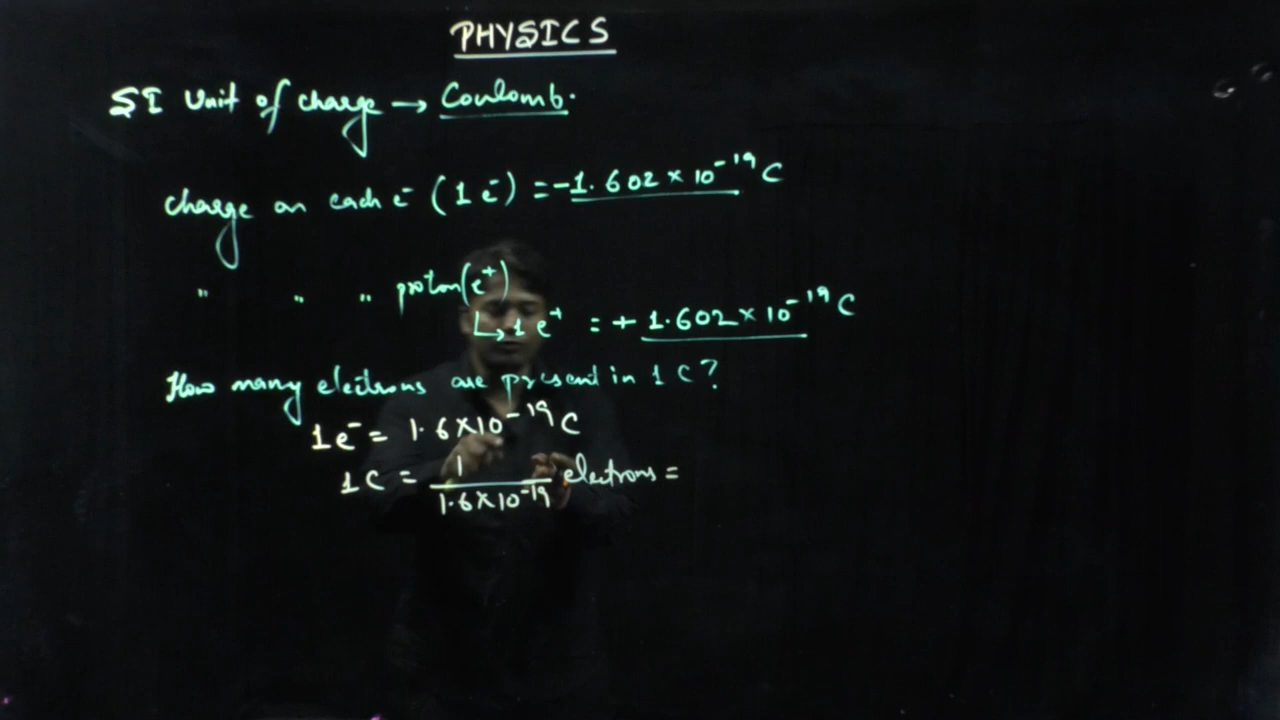 PHYSICS
SI Unit of charge → Coulomb.
charge on each e⁻ (1 e⁻) = -1.602 × 10⁻¹⁹ C
" " " proton(e⁺)
↳ 1 e⁺ = + 1.602 × 10⁻¹⁹ C
How many electrons are present in 1 C?
1e⁻ = 1.6 × 10⁻¹⁹ C
1 C = 1 / 1.6 × 10⁻¹⁹ electrons =